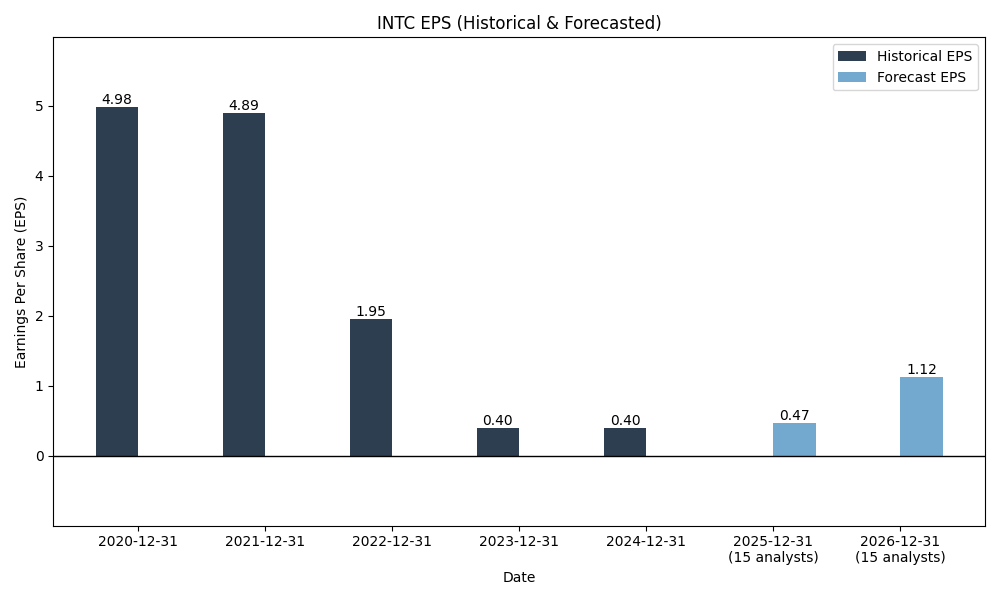 INTC EPS (Historical & Forecasted)
Historical EPS
Forecast EPS
Earnings Per Share (EPS)
5
4
3
2
1
0
4.98
4.89
1.95
0.40
0.40
0.47
1.12
2020-12-31
2021-12-31
2022-12-31
2023-12-31
2024-12-31
2025-12-31
(15 analysts)
2026-12-31
(15 analysts)
Date